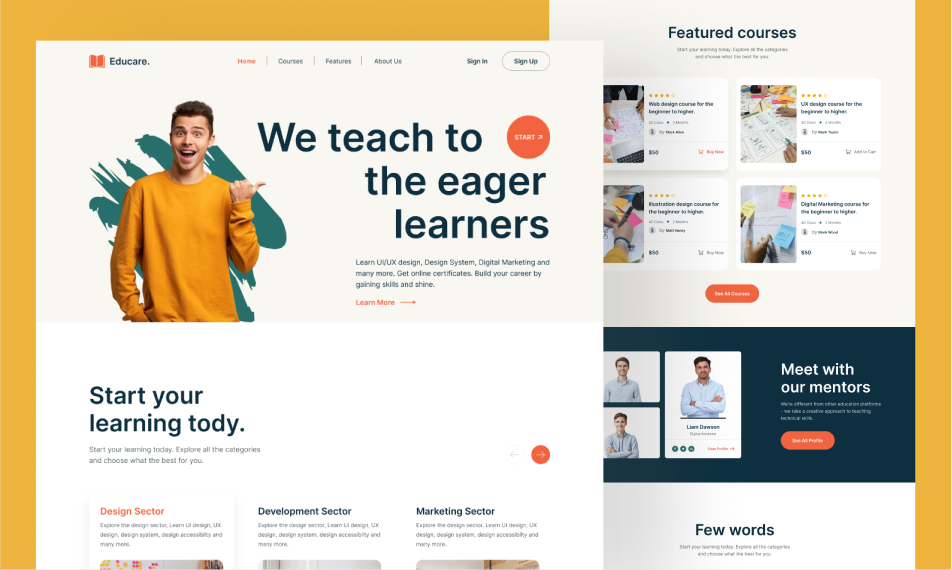 Educare.
Home
Courses
Features
About Us
Sign In
Sign Up
We teach to
the eager
learners
START
Learn UI/UX design, Design System, Digital Marketing and
many more. Get online certificates. Build your career by
gaining skills and shine.
Learn More
Start your
learning tody.
Start your learning today. Explore all the categories
and choose what the best for you.
Design Sector
Explore the design sector, Learn UI design, UX
design, design system, design accessibility and
many more.
Development Sector
Explore the design sector, Learn UI design, UX
design, design system, design accessibility and
many more.
Marketing Sector
Explore the design sector, Learn UI design, UX
design, design system, design accessibility and
many more.
Featured courses
Start your learning today. Explore all the categories
and choose what the best for you.
Web design course for the
beginner to higher.
40 Class
2 Months
by Mark Allen
$50
Buy Now
UX design course for the
beginner to higher.
40 Class
2 Months
by Mark Taylor
$50
Add to Cart
Illustration design course for
the beginner to higher.
40 Class
2 Months
by Matt Henry
$50
Buy Now
Digital Marketing course for
the beginner to higher.
40 Class
2 Months
by Mark Wood
$50
Buy Now
See All Courses
Liam Dawson
Digital Marketer
View Profile
Meet with
our mentors
We're different from other education platforms
- we take a creative approach to teaching
technical skills.
See All Profile
Few words
Start your learning today. Explore all the categories
and choose what the best for you.